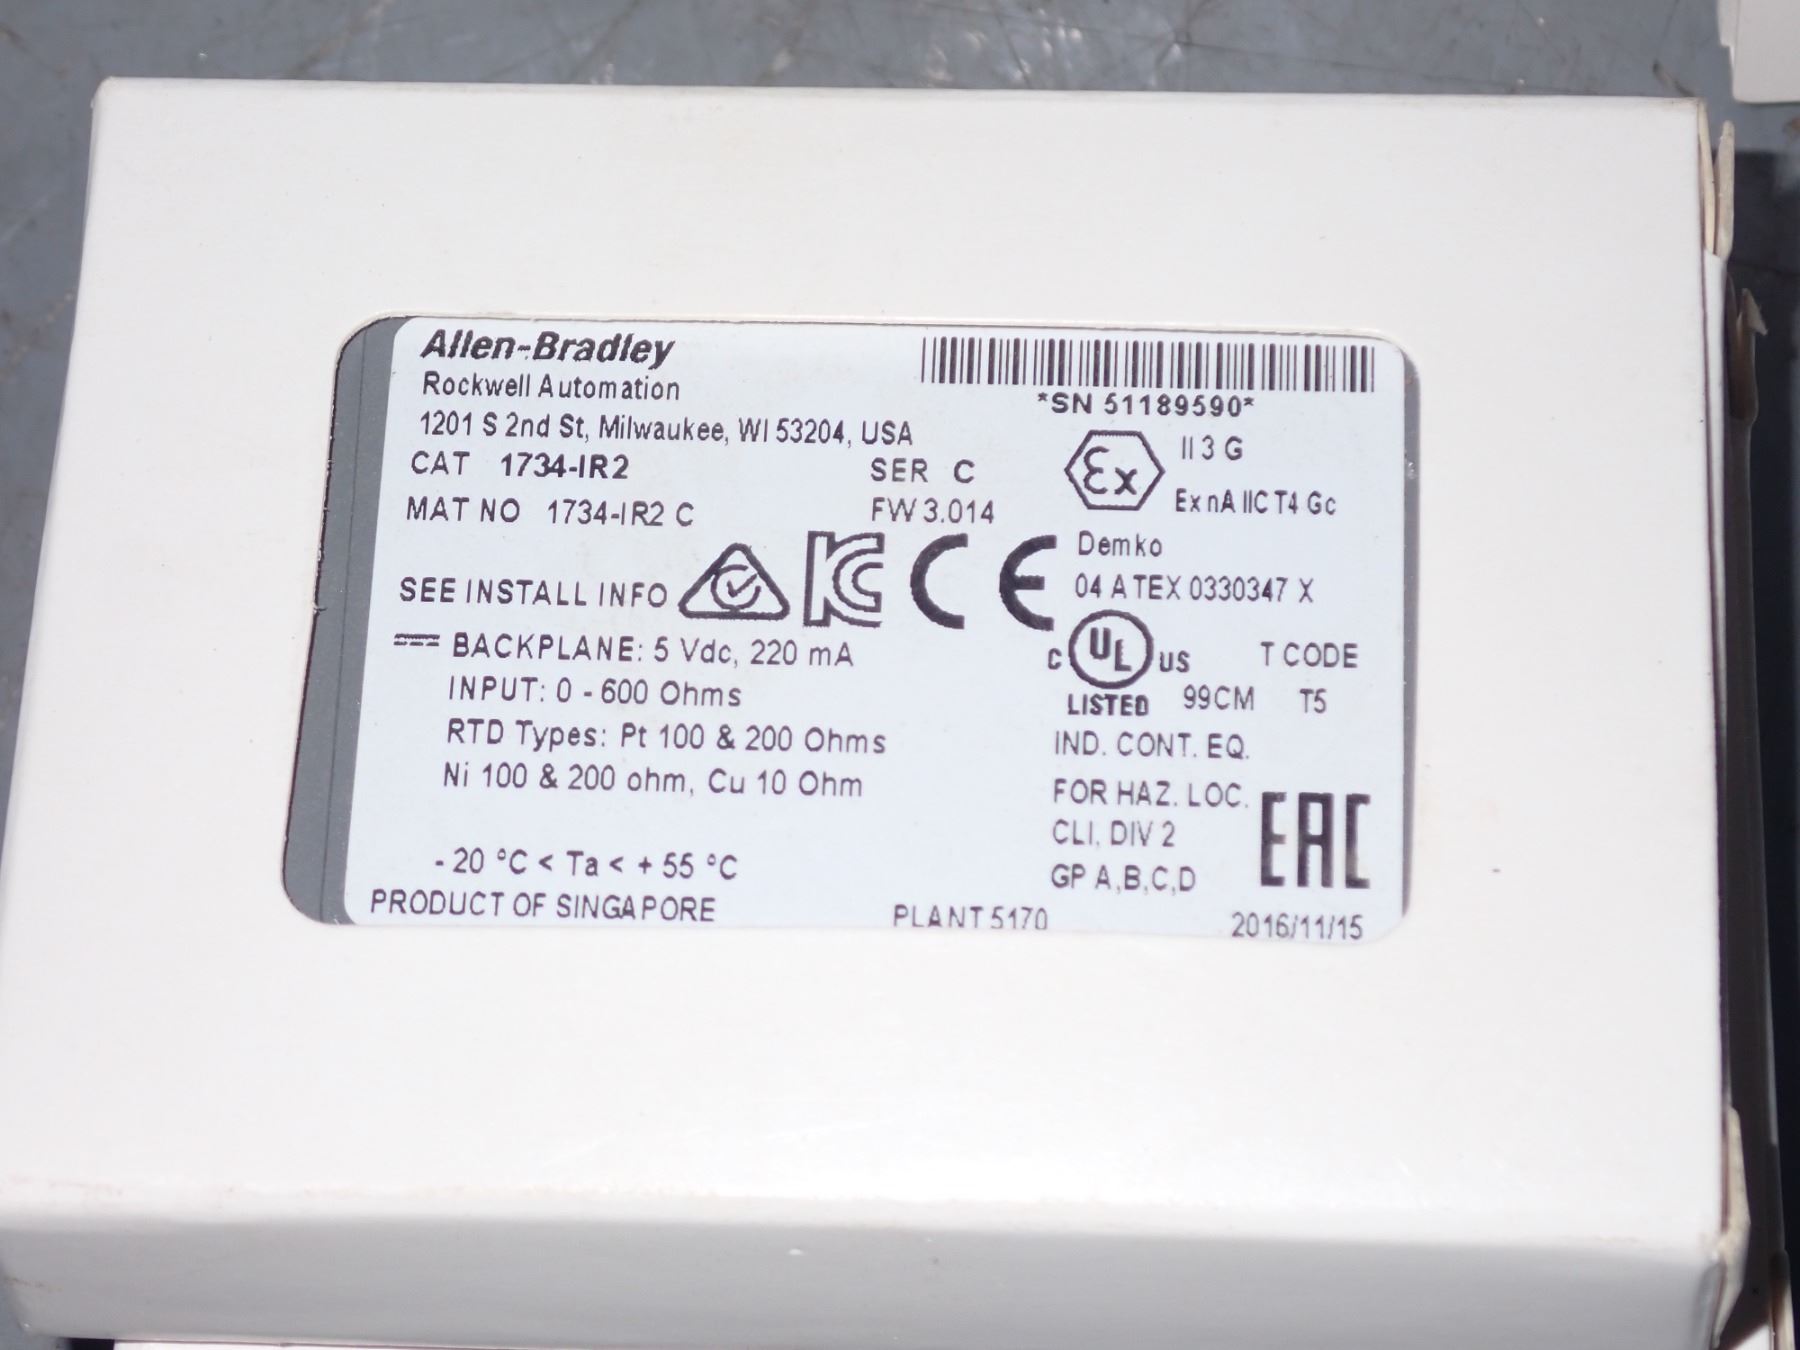 Allen-Bradley
Rockwell Automation
1201 S 2nd St, Milwaukee, WI 53204, USA
CAT 1734-IR2
SER C
MAT NO 1734-IR2 C
FW 3.014
SEE INSTALL INFO
BACKPLANE: 5 Vdc, 220 mA
INPUT: 0 - 600 Ohms
RTD Types: Pt 100 & 200 Ohms
Ni 100 & 200 ohm, Cu 10 Ohm
- 20 °C < Ta < + 55 °C
PRODUCT OF SINGAPORE
PLANT 5170
*SN 51189590*
Ex
II 3 G
Ex nA IIC T4 Gc
KC CE
Demko
04 ATEX 0330347 X
C UL US
LISTED 99CM
T CODE
T5
IND. CONT. EQ.
FOR HAZ. LOC.
CLI, DIV 2
GP A,B,C,D
EAC
2016/11/15